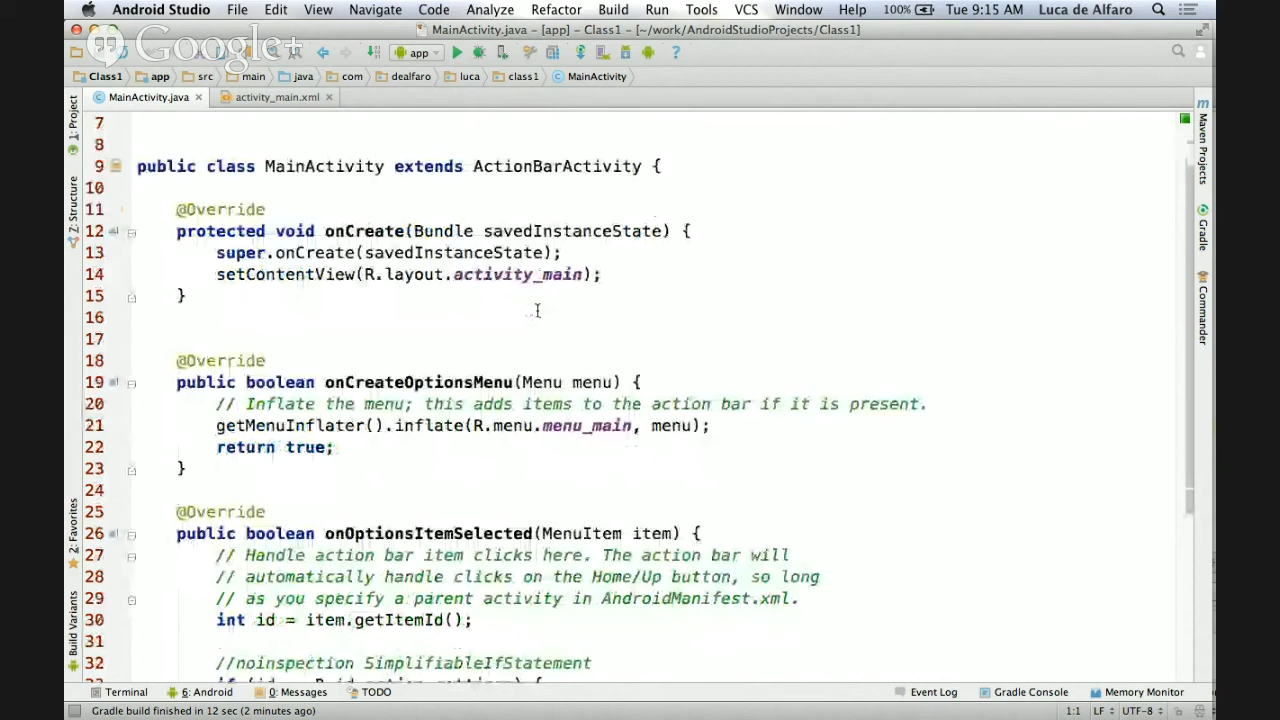 Android Studio File Edit View Navigate Code Analyze Refactor Build Run Tools VCS Window Help 100% Tue 9:15 AM Luca de Alfaro
MainActivity.java - [app] - Class1 - [~/work/AndroidStudioProjects/Class1]
Google+
app
Class1 app src main java com dealfaro luca class1 MainActivity
MainActivity.java activity_main.xml
1: Project
Z: Structure
2: Favorites
Build Variants
Maven Projects
Gradle
Commander
7
8
9 public class MainActivity extends ActionBarActivity {
10
11 @Override
12 protected void onCreate(Bundle savedInstanceState) {
13 super.onCreate(savedInstanceState);
14 setContentView(R.layout.activity_main);
15 }
16
17
18 @Override
19 public boolean onCreateOptionsMenu(Menu menu) {
20 // Inflate the menu; this adds items to the action bar if it is present.
21 getMenuInflater().inflate(R.menu.menu_main, menu);
22 return true;
23 }
24
25 @Override
26 public boolean onOptionsItemSelected(MenuItem item) {
27 // Handle action bar item clicks here. The action bar will
28 // automatically handle clicks on the Home/Up button, so long
29 // as you specify a parent activity in AndroidManifest.xml.
30 int id = item.getItemId();
31
32 //noinspection SimplifiableIfStatement
Terminal 6: Android 0: Messages TODO Event Log Gradle Console Memory Monitor
Gradle build finished in 12 sec (2 minutes ago) 1:1 LF UTF-8